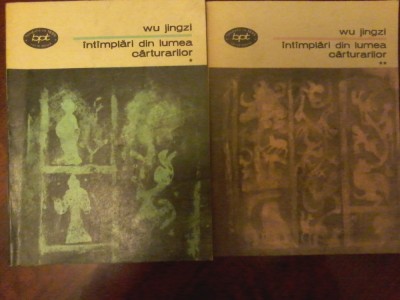 bpt
wu jingzi
întîmplări din lumea
cărturarilor
*
bpt
wu jingzi
întîmplări din lumea
cărturarilor
**